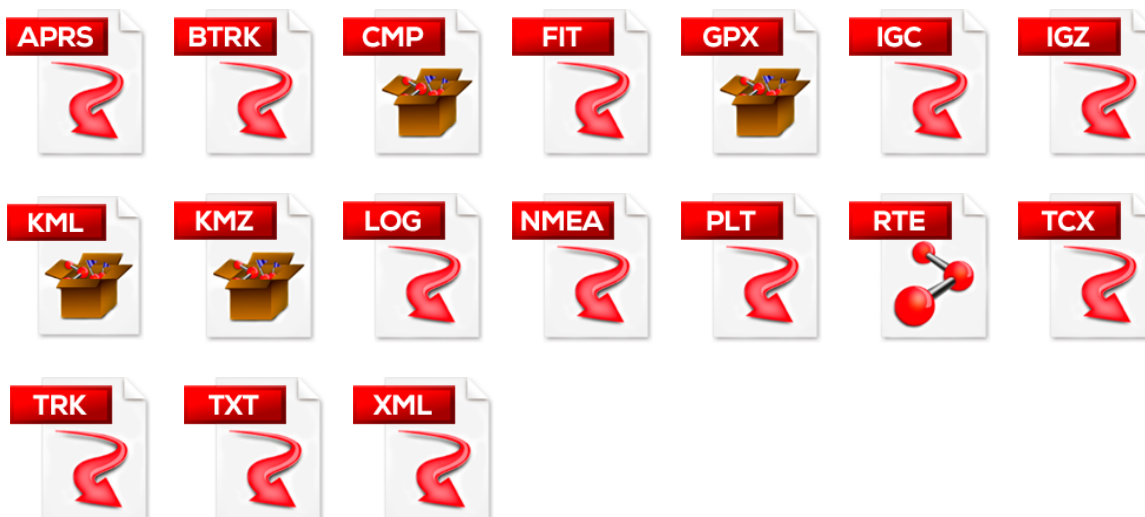 APRS BTRK CMP FIT GPX IGC IGZ
KML KMZ LOG NMEA PLT RTE TCX
TRK TXT XML